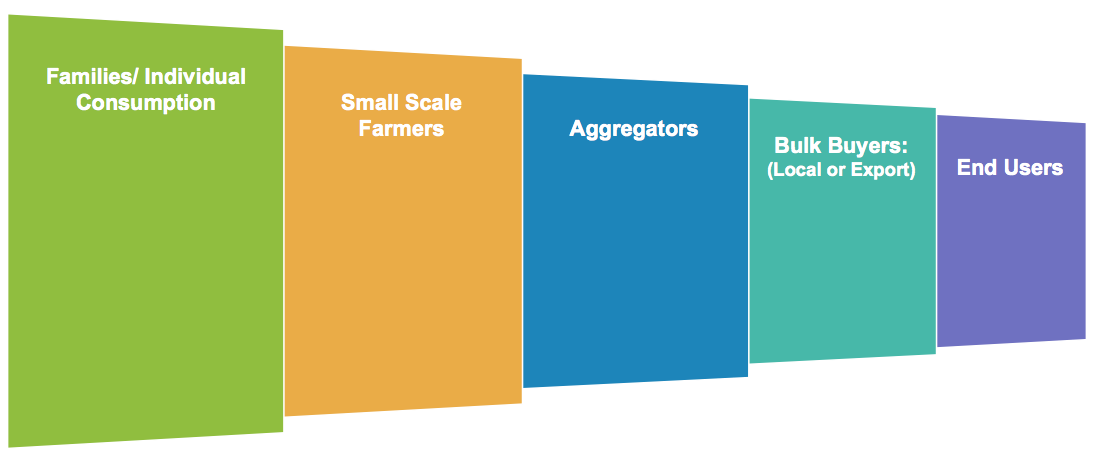 Families/ Individual
Consumption
Small Scale
Farmers
Aggregators
Bulk Buyers:
(Local or Export)
End Users